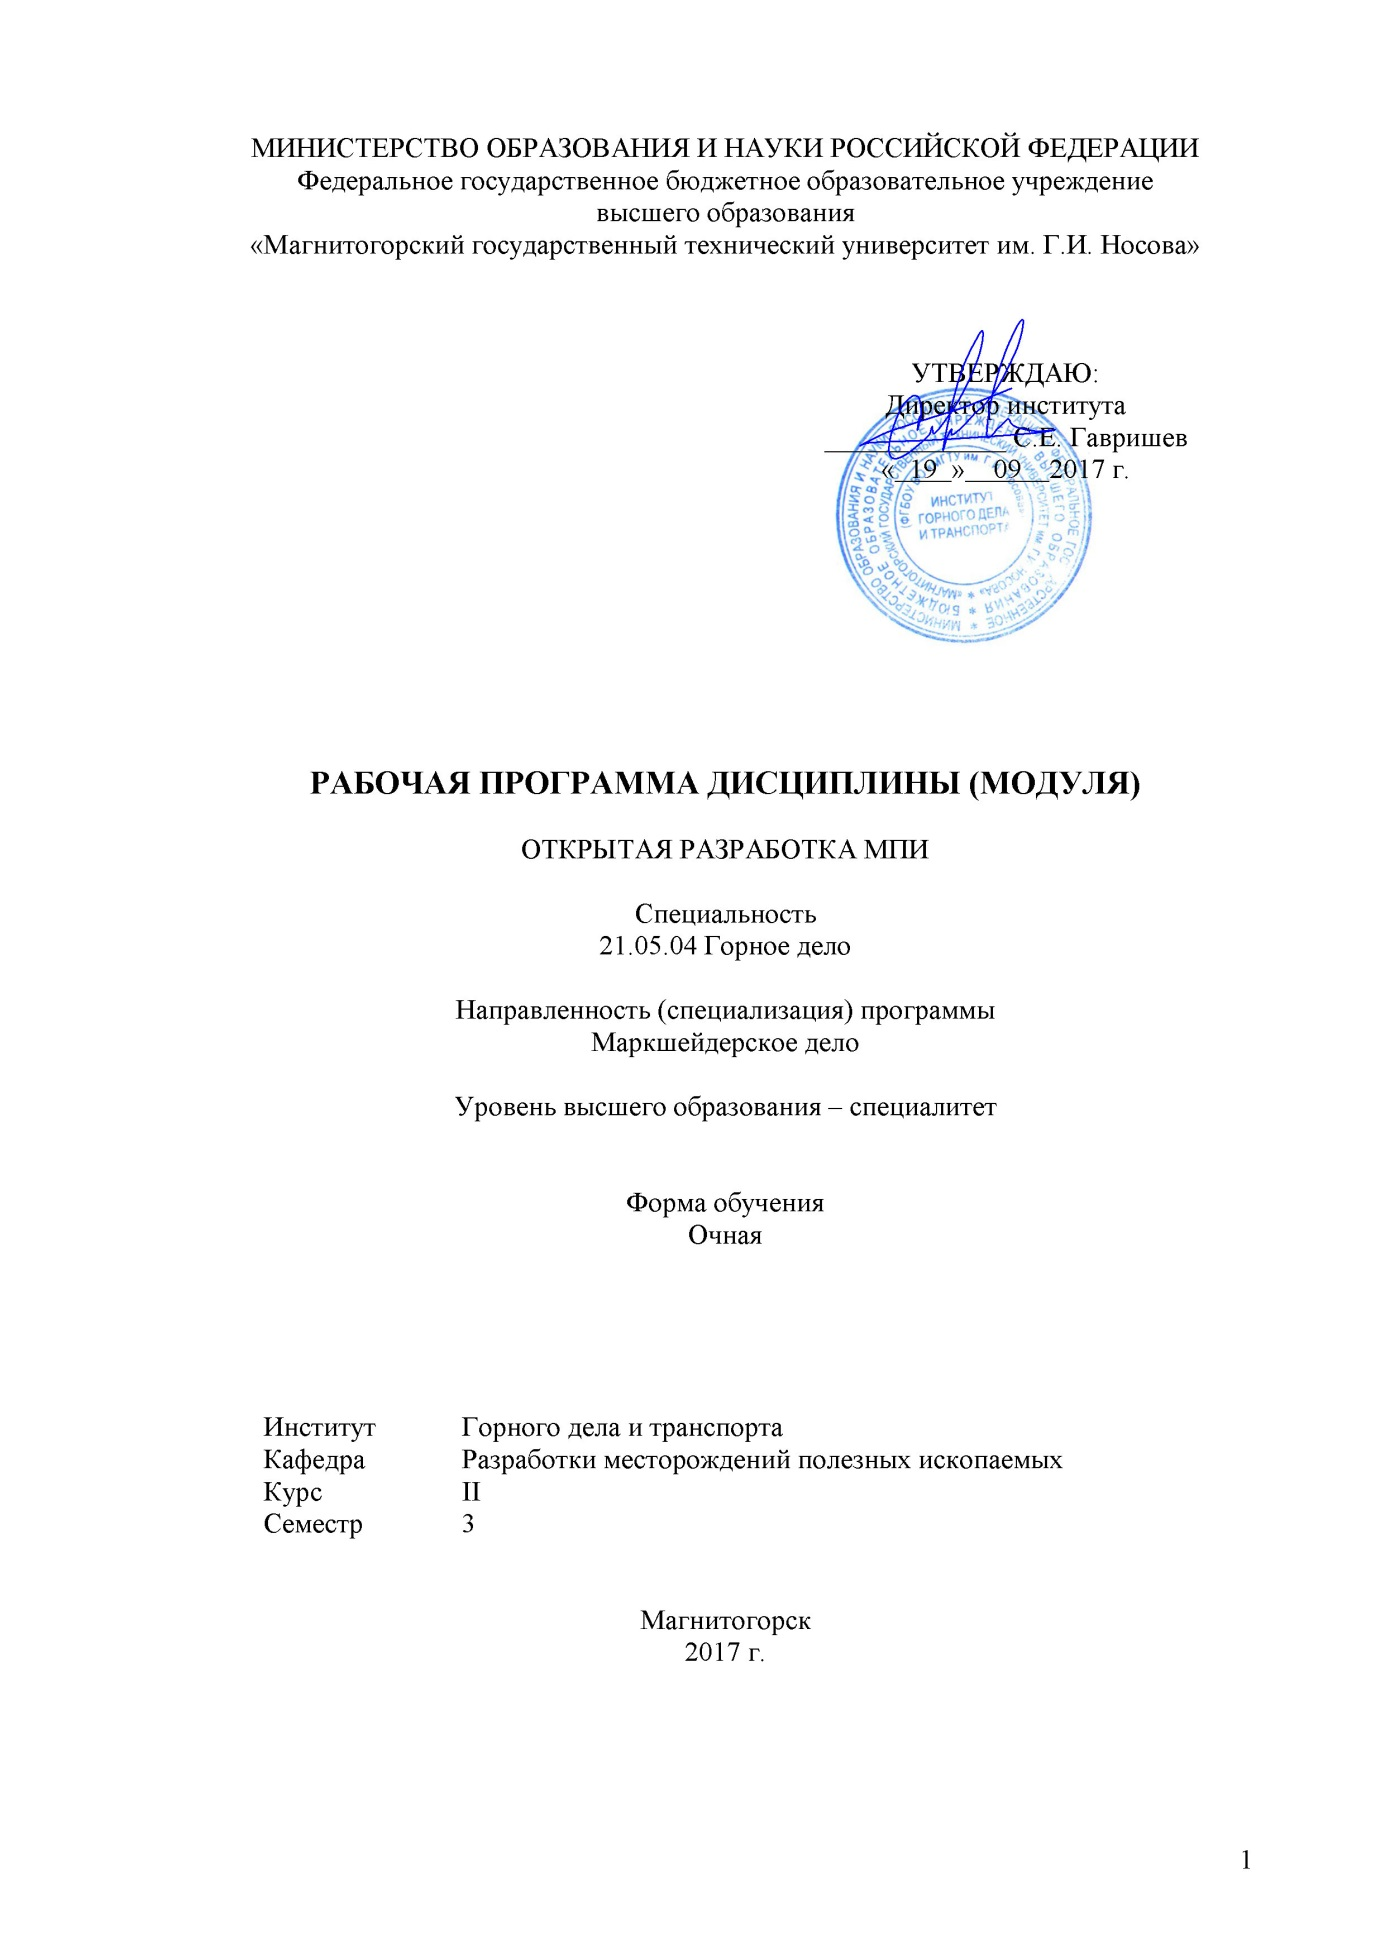 МИНИСТЕРСТВО ОБРАЗОВАНИЯ И НАУКИ РОССИЙСКОЙ ФЕДЕРАЦИИ
Федеральное государственное бюджетное образовательное учреждение
высшего образования
«Магнитогорский государственный технический университет им. Г.И. Носова»
УТВЕРЖДАЮ:
Директор института
_____________ С.Е. Гавришев
«_19_»__09__2017 г.
ИНСТИТУТ
ГОРНОГО ДЕЛА
И ТРАНСПОРТА
РАБОЧАЯ ПРОГРАММА ДИСЦИПЛИНЫ (МОДУЛЯ)
ОТКРЫТАЯ РАЗРАБОТКА МПИ
Специальность
21.05.04 Горное дело
Направленность (специализация) программы
Маркшейдерское дело
Уровень высшего образования – специалитет
Форма обучения
Очная
Институт Горного дела и транспорта
Кафедра Разработки месторождений полезных ископаемых
Курс II
Семестр 3
Магнитогорск
2017 г.
1